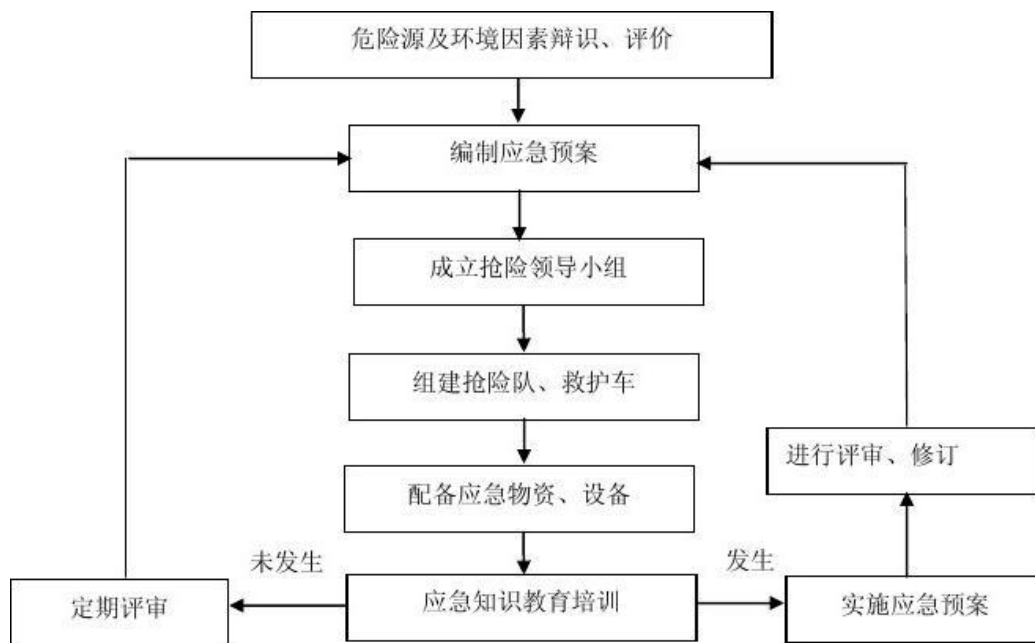 危险源及环境因素辩识、评价
编制应急预案
成立抢险领导小组
组建抢险队、救护车
进行评审、修订
配备应急物资、设备
未发生
发生
定期评审
应急知识教育培训
实施应急预案